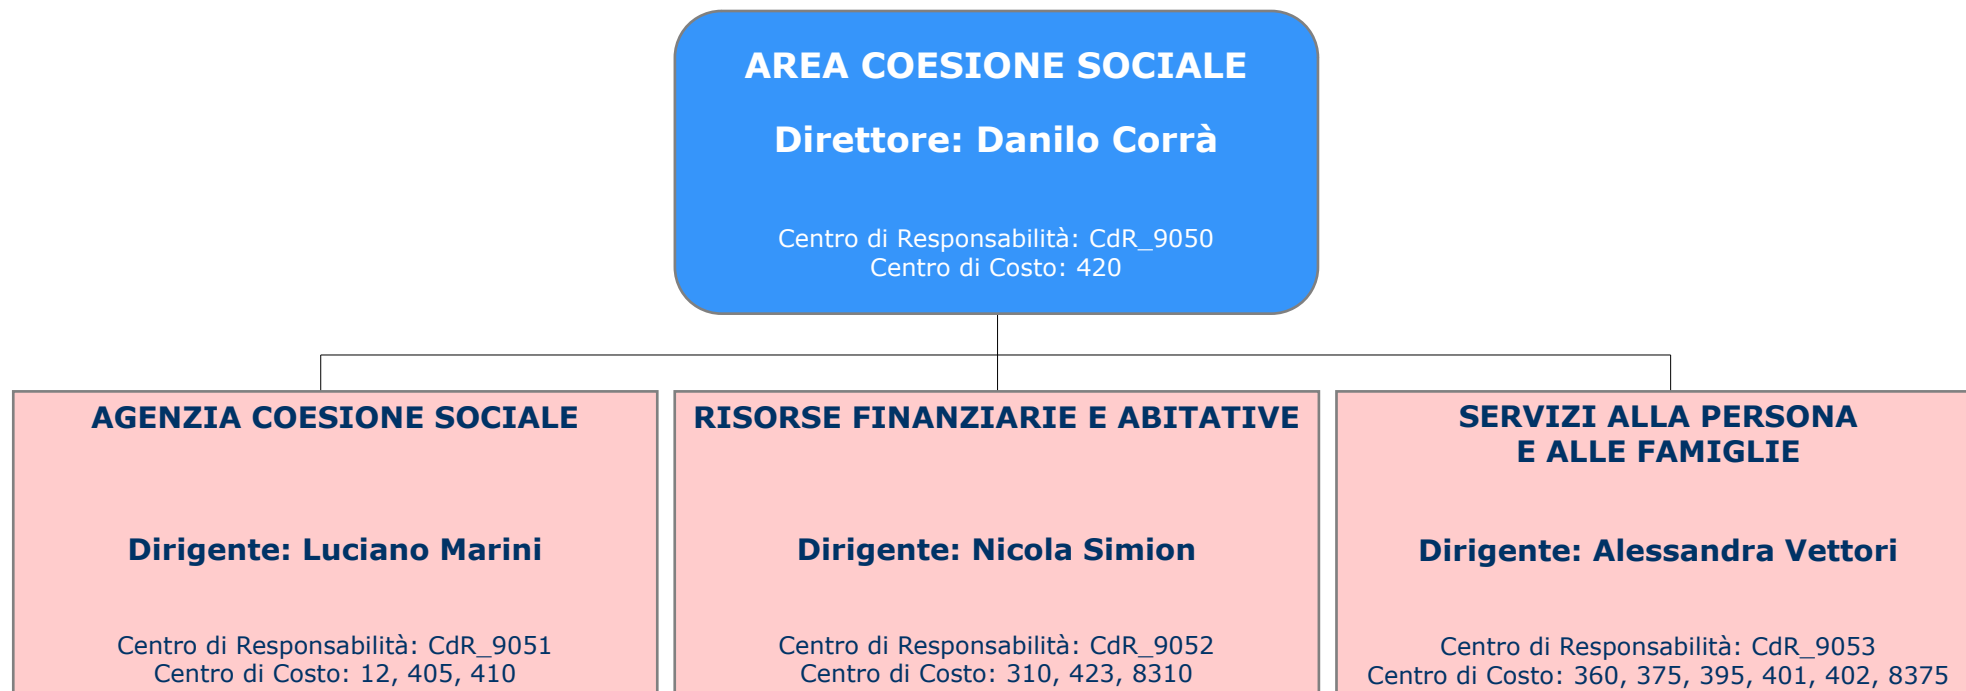 AREA COESIONE SOCIALE
Direttore: Danilo Corrà
Centro di Responsabilità: CdR_9050
Centro di Costo: 420
AGENZIA COESIONE SOCIALE
Dirigente: Luciano Marini
Centro di Responsabilità: CdR_9051
Centro di Costo: 12, 405, 410
RISORSE FINANZIARIE E ABITATIVE
Dirigente: Nicola Simion
Centro di Responsabilità: CdR_9052
Centro di Costo: 310, 423, 8310
SERVIZI ALLA PERSONA
E ALLE FAMIGLIE
Dirigente: Alessandra Vettori
Centro di Responsabilità: CdR_9053
Centro di Costo: 360, 375, 395, 401, 402, 8375